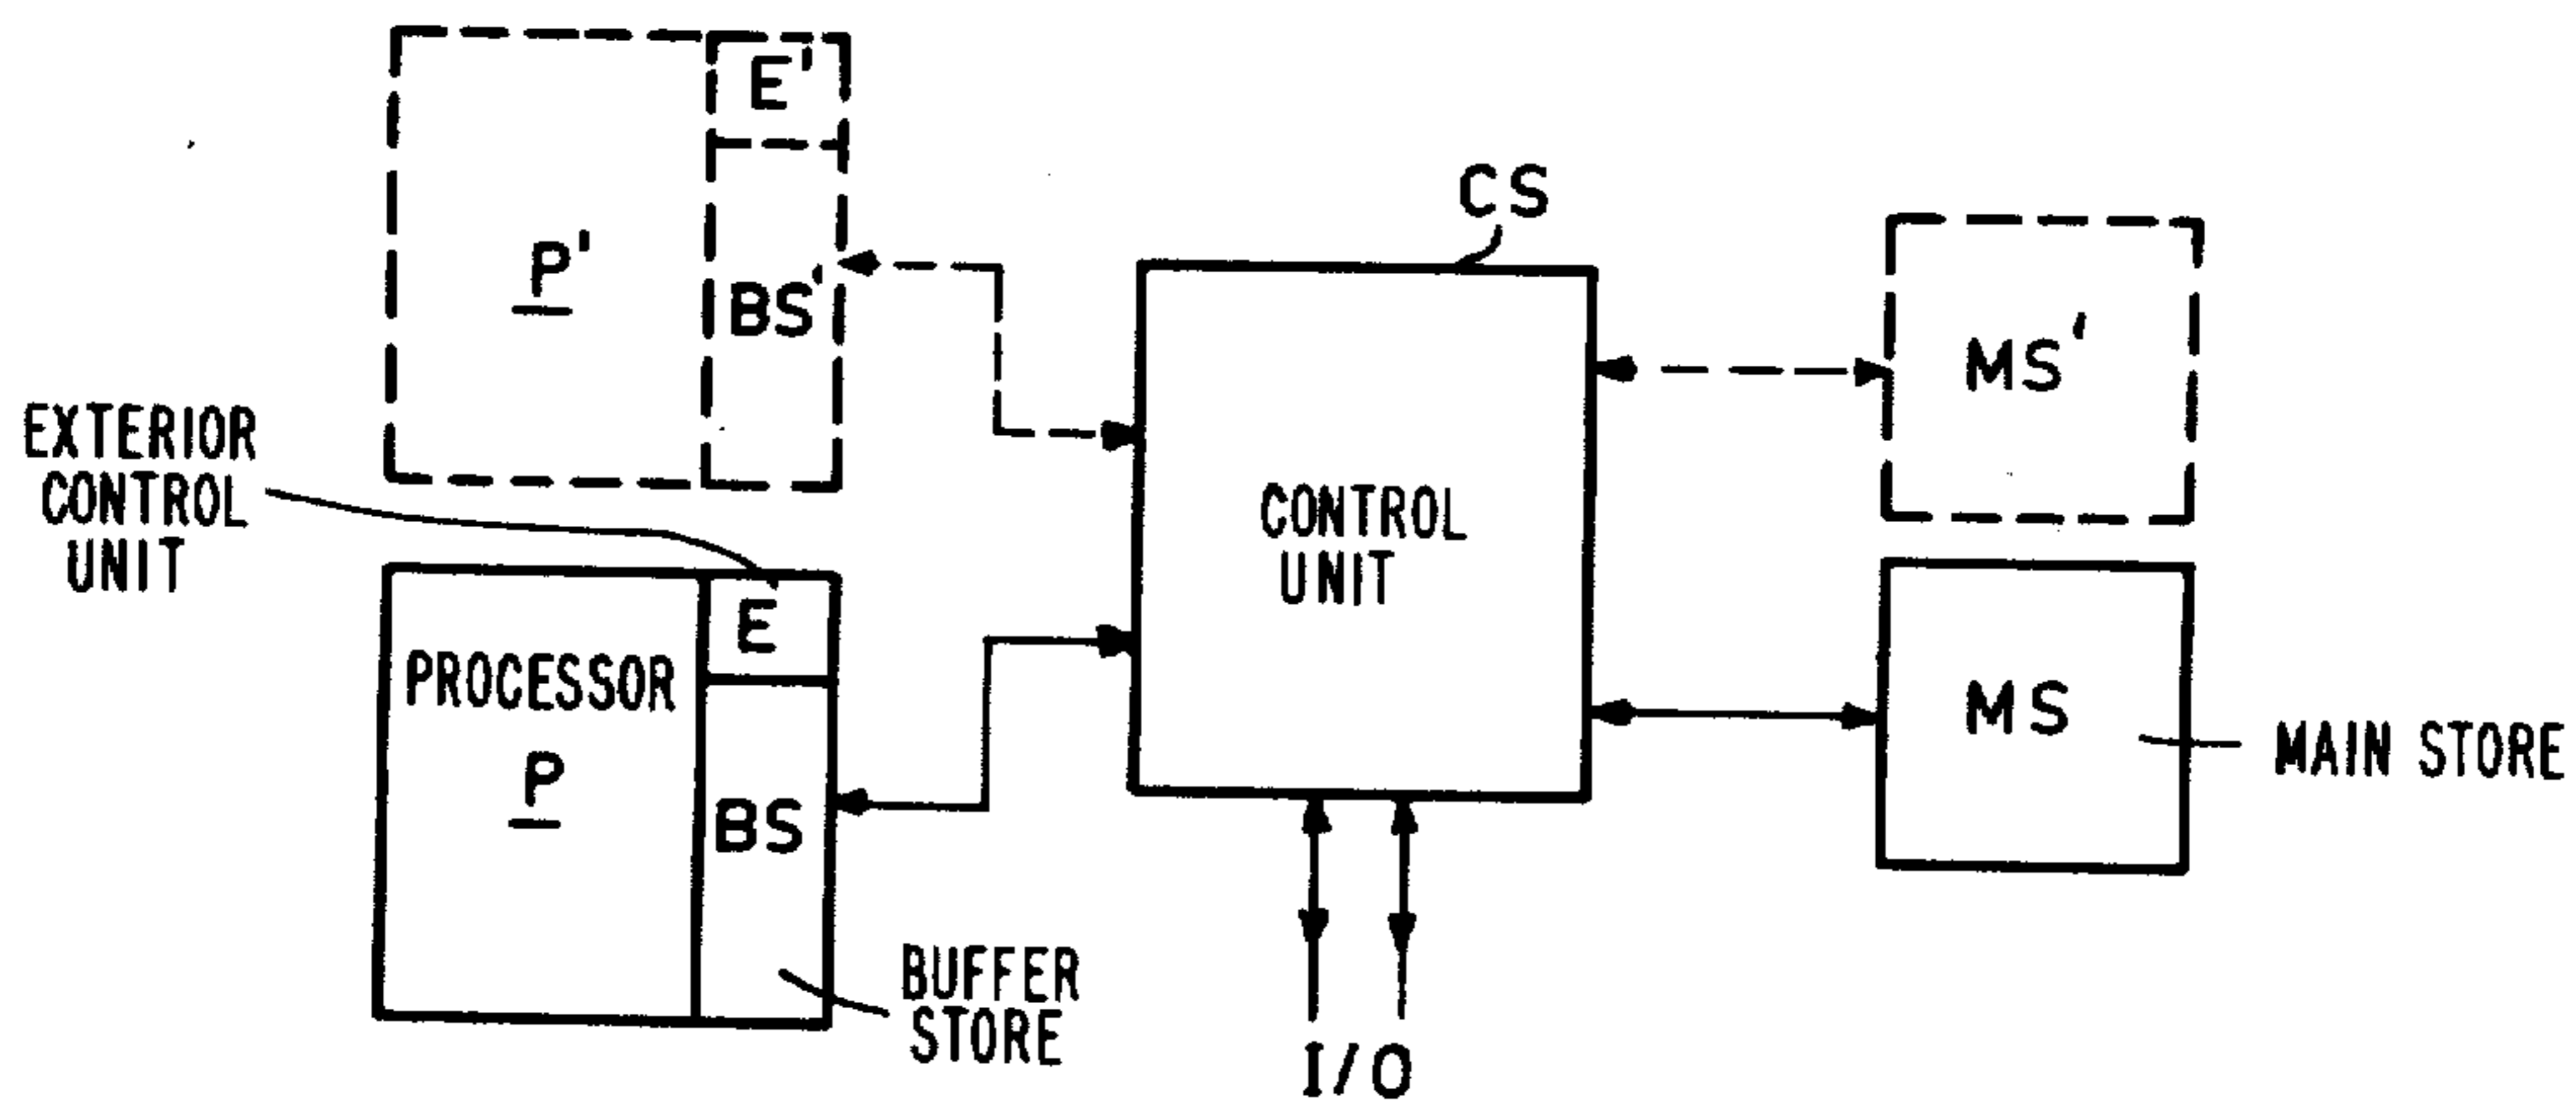 E'
P'
BS'
CS
MS'
EXTERIOR
CONTROL
UNIT
CONTROL
UNIT
E
PROCESSOR
P
BS
MS
MAIN STORE
BUFFER
STORE
I/O